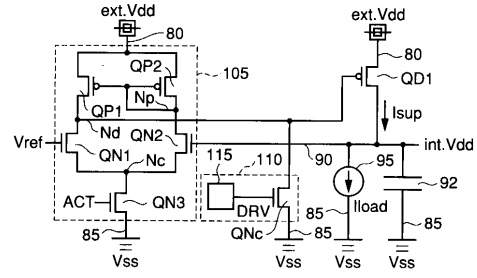 ext.Vdd
ext.Vdd
80
80
QP2
105
QP1
Np
QD1
Nd
QN2
Isup
Vref
QN1
Nc
115
110
90
95
int.Vdd
92
ACT
QN3
DRV
QNc
Iload
85
85
85
85
Vss
Vss
Vss
Vss